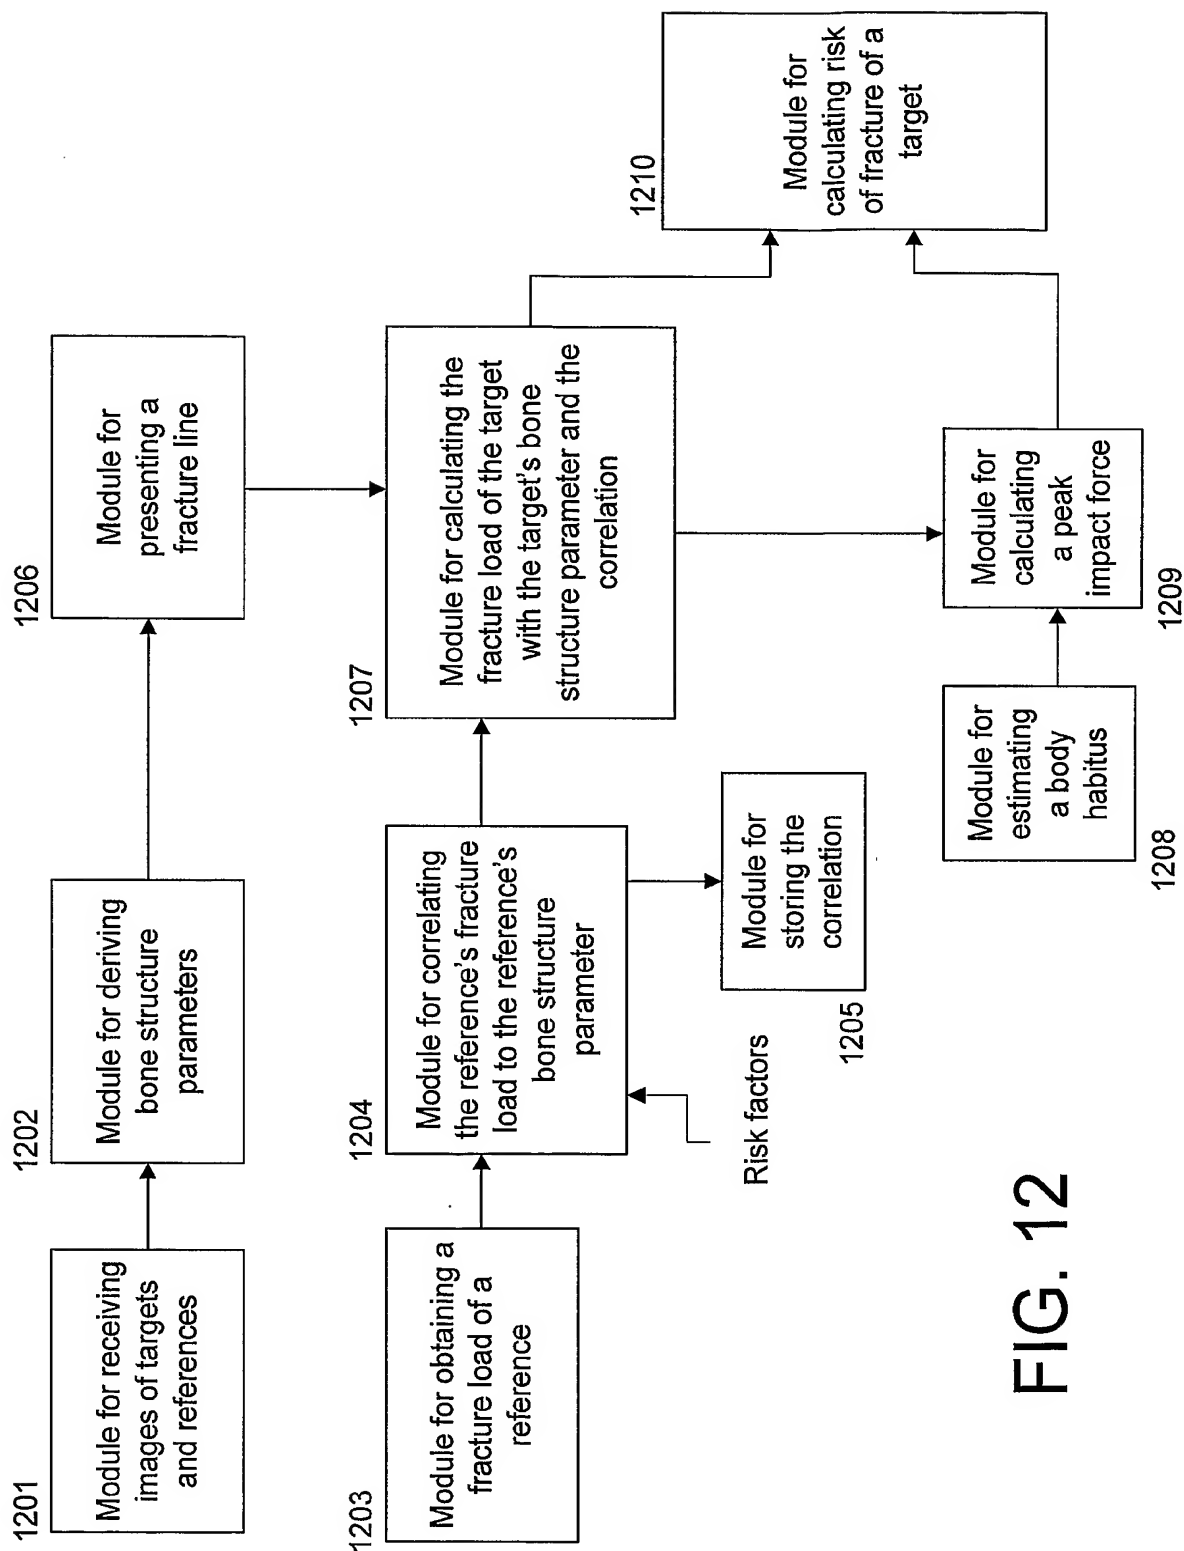 1201
Module for receiving
images of targets
and references
1202
Module for deriving
bone structure
parameters
1206
Module for
presenting a
fracture line
1203
Module for obtaining a
fracture load of a
reference
1204
Module for correlating
the reference's fracture
load to the reference's
bone structure
parameter
Risk factors
1205
Module for
storing the
correlation
1207
Module for calculating the
fracture load of the target
with the target's bone
structure parameter and the
correlation
1208
Module for
estimating
a body
habitus
1209
Module for
calculating
a peak
impact force
1210
Module for
calculating risk
of fracture of a
target
FIG. 12